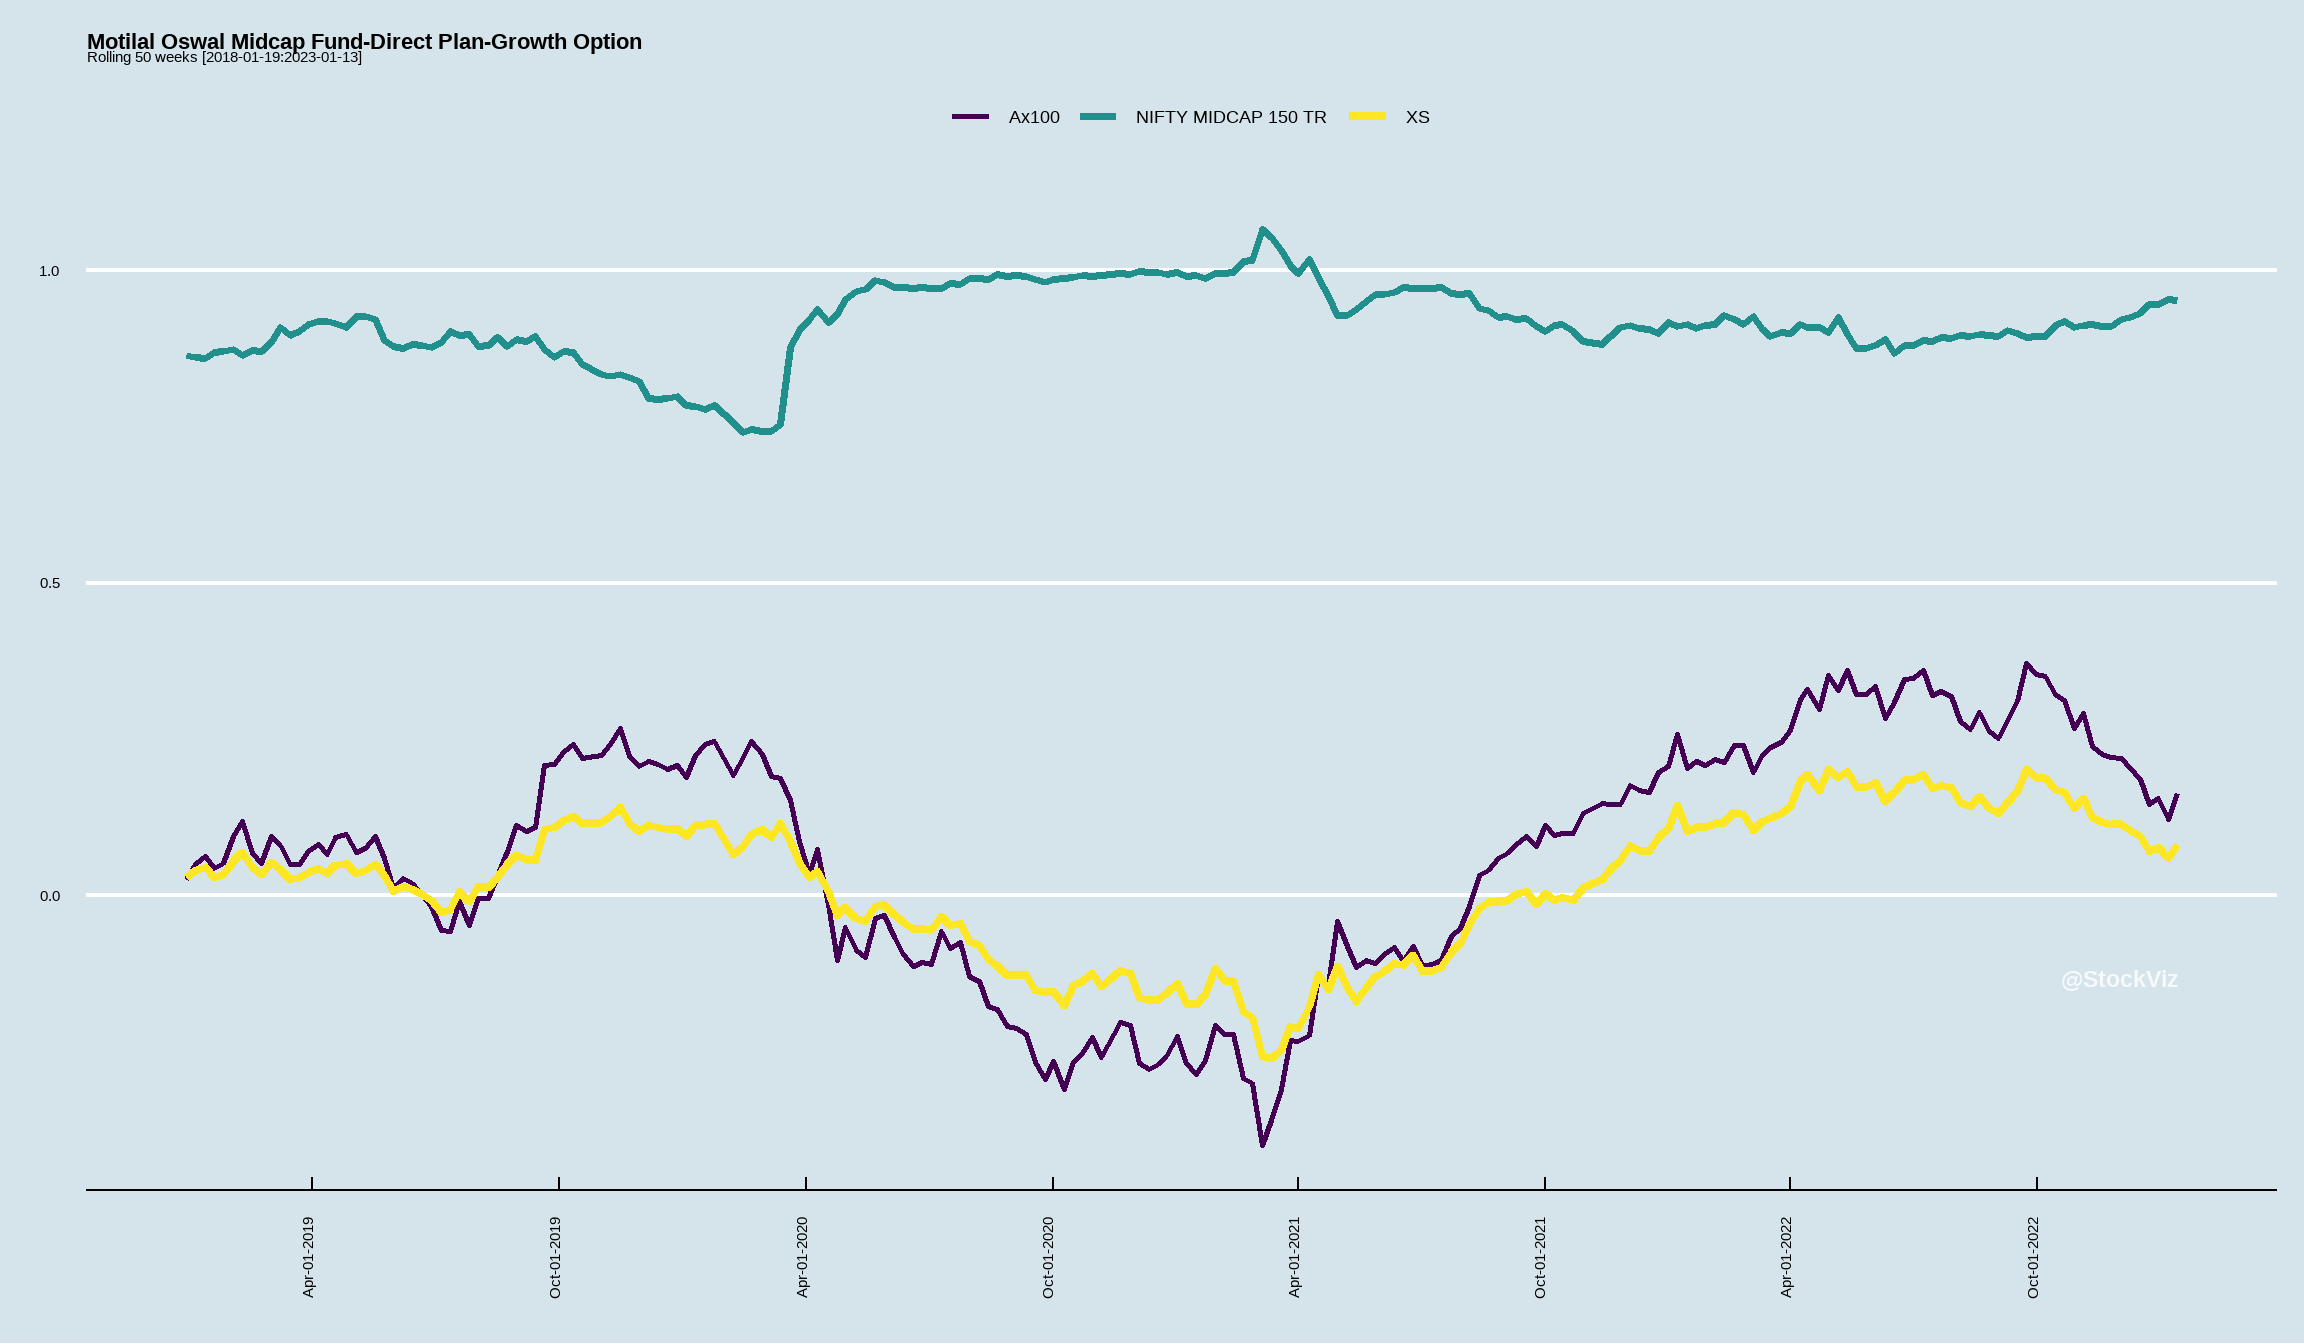 Motilal Oswal Midcap Fund-Direct Plan-Growth Option
Rolling 50 weeks [2018-01-19:2023-01-13]
Ax100 NIFTY MIDCAP 150 TR XS
1.0
0.5
0.0
@StockViz
Apr-01-2019 Oct-01-2019 Apr-01-2020 Oct-01-2020 Apr-01-2021 Oct-01-2021 Apr-01-2022 Oct-01-2022